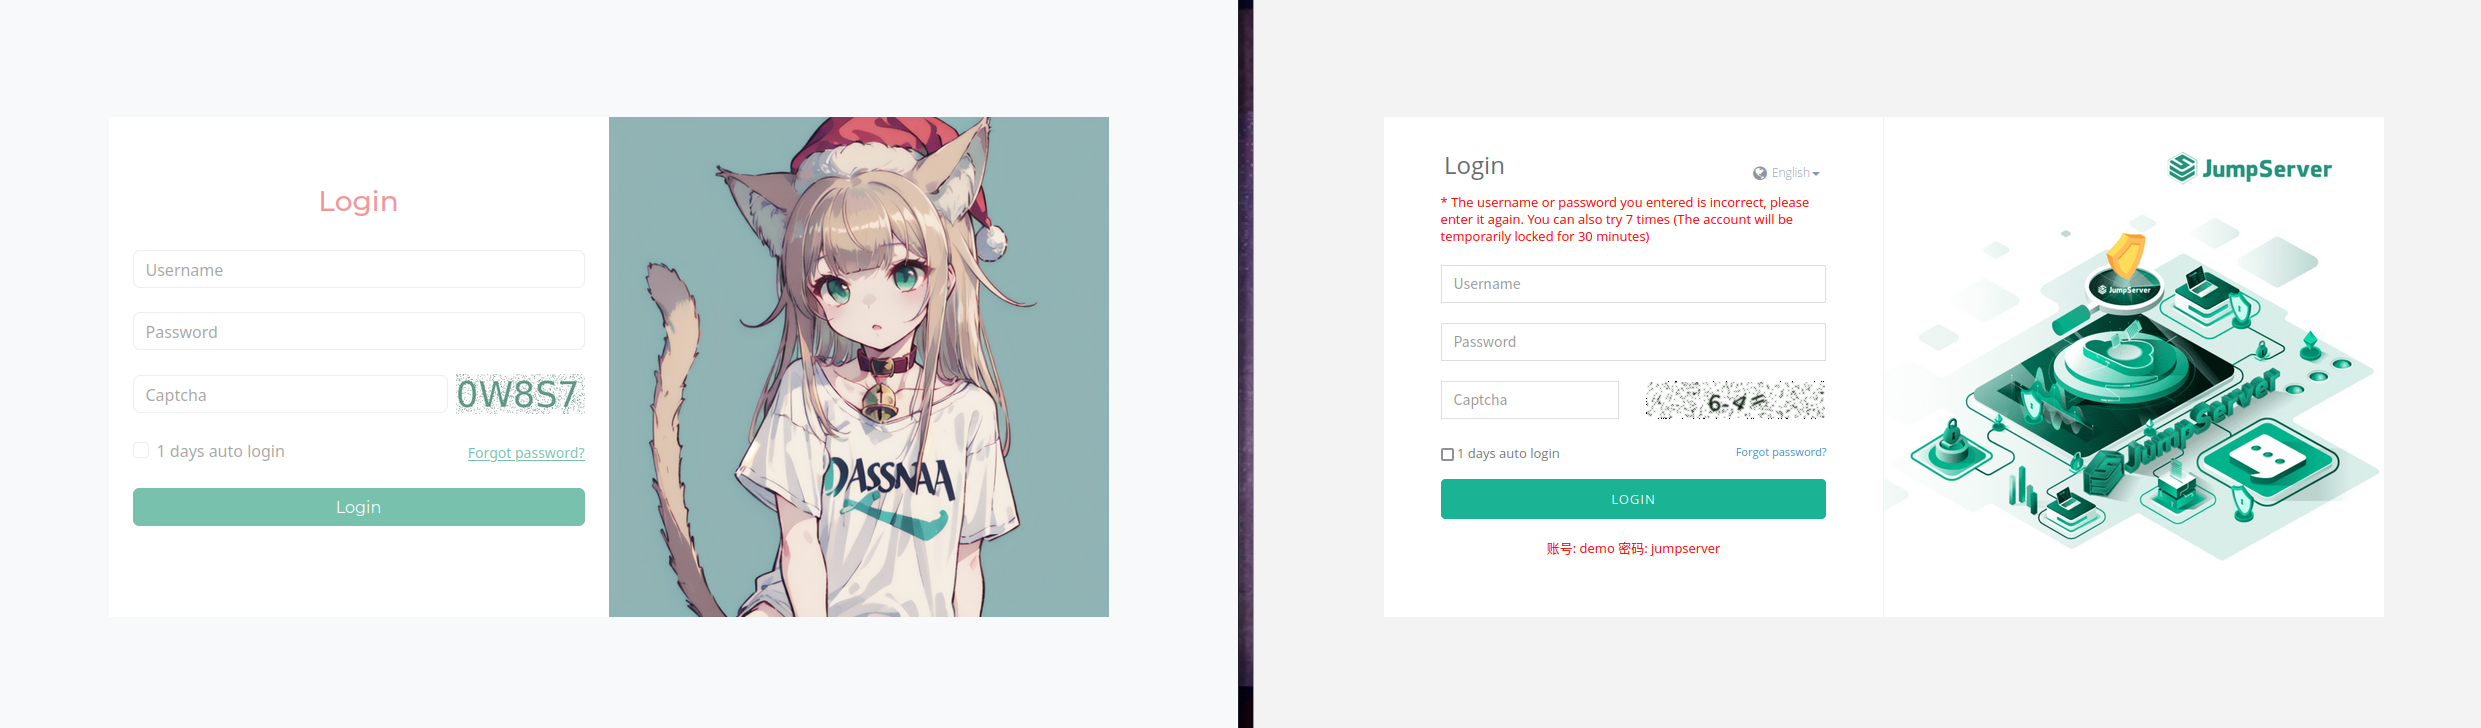 Login
Username
Password
Captcha
0W8S7
1 days auto login
Forgot password?
Login
DASSNAA
Login
English
* The username or password you entered is incorrect, please
enter it again. You can also try 7 times (The account will be
temporarily locked for 30 minutes)
Username
Password
Captcha
6-4=
1 days auto login
Forgot password?
LOGIN
账号: demo 密码: jumpserver
JumpServer
JumpServer
JumpServer